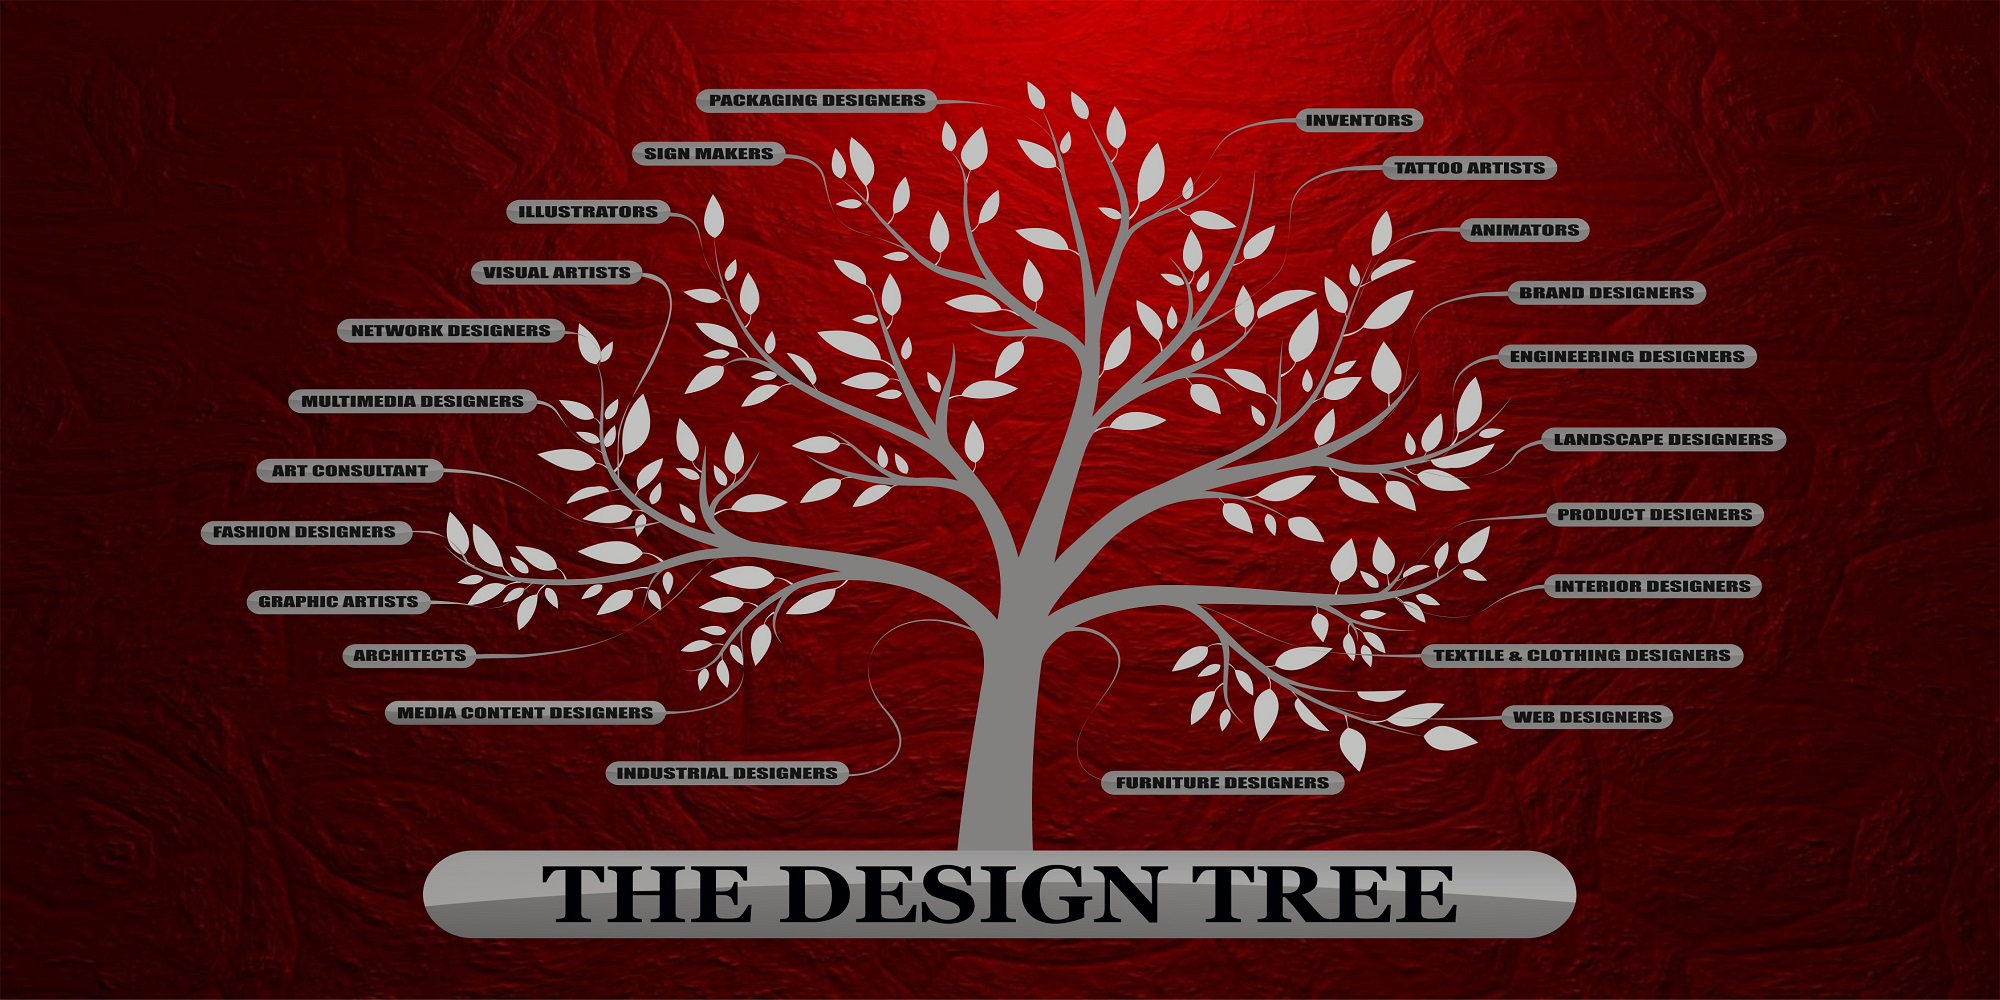 PACKAGING DESIGNERS
SIGN MAKERS
ILLUSTRATORS
VISUAL ARTISTS
NETWORK DESIGNERS
MULTIMEDIA DESIGNERS
ART CONSULTANT
FASHION DESIGNERS
GRAPHIC ARTISTS
ARCHITECTS
MEDIA CONTENT DESIGNERS
INDUSTRIAL DESIGNERS
INVENTORS
TATTOO ARTISTS
ANIMATORS
BRAND DESIGNERS
ENGINEERING DESIGNERS
LANDSCAPE DESIGNERS
PRODUCT DESIGNERS
INTERIOR DESIGNERS
TEXTILE & CLOTHING DESIGNERS
WEB DESIGNERS
FURNITURE DESIGNERS
THE DESIGN TREE